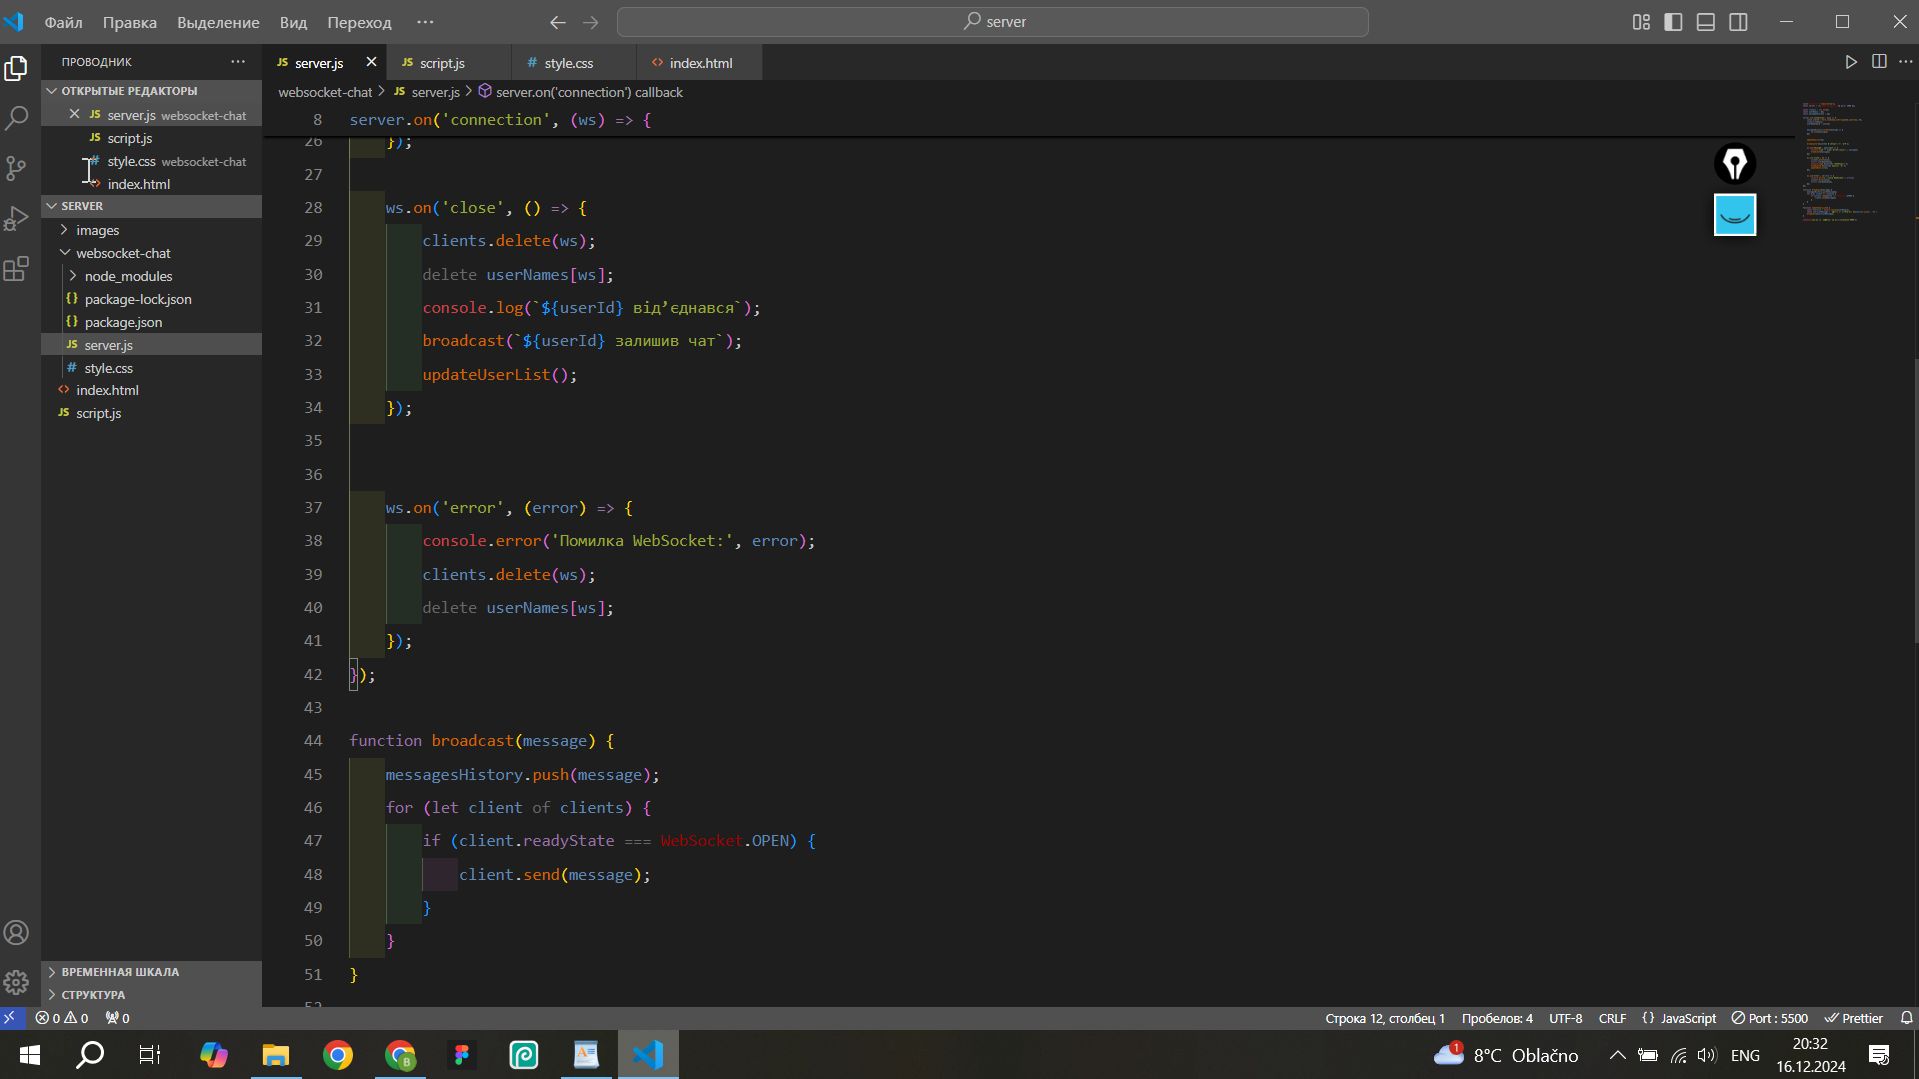 Файл Правка Выделение Вид Переход ··· server
ПРОВОДНИК ···
JS server.js × JS script.js # style.css <> index.html
ОТКРЫТЫЕ РЕДАКТОРЫ
× JS server.js websocket-chat
JS script.js
# style.css websocket-chat
<> index.html
SERVER
images
websocket-chat
node_modules
{} package-lock.json
{} package.json
JS server.js
# style.css
<> index.html
JS script.js
ВРЕМЕННАЯ ШКАЛА
СТРУКТУРА
websocket-chat > JS server.js > server.on('connection') callback
8 server.on('connection', (ws) => {
26 });
27
28 ws.on('close', () => {
29 clients.delete(ws);
30 delete userNames[ws];
31 console.log(`${userId} від’єднався`);
32 broadcast(`${userId} залишив чат`);
33 updateUserList();
34 });
35
36
37 ws.on('error', (error) => {
38 console.error('Помилка WebSocket:', error);
39 clients.delete(ws);
40 delete userNames[ws];
41 });
42 });
43
44 function broadcast(message) {
45 messagesHistory.push(message);
46 for (let client of clients) {
47 if (client.readyState === WebSocket.OPEN) {
48 client.send(message);
49 }
50 }
51 }
52
0 0 0 Строка 12, столбец 1 Пробелов: 4 UTF-8 CRLF {} JavaScript Port : 5500 Prettier
1 8°C Oblačno ENG 20:32
16.12.2024